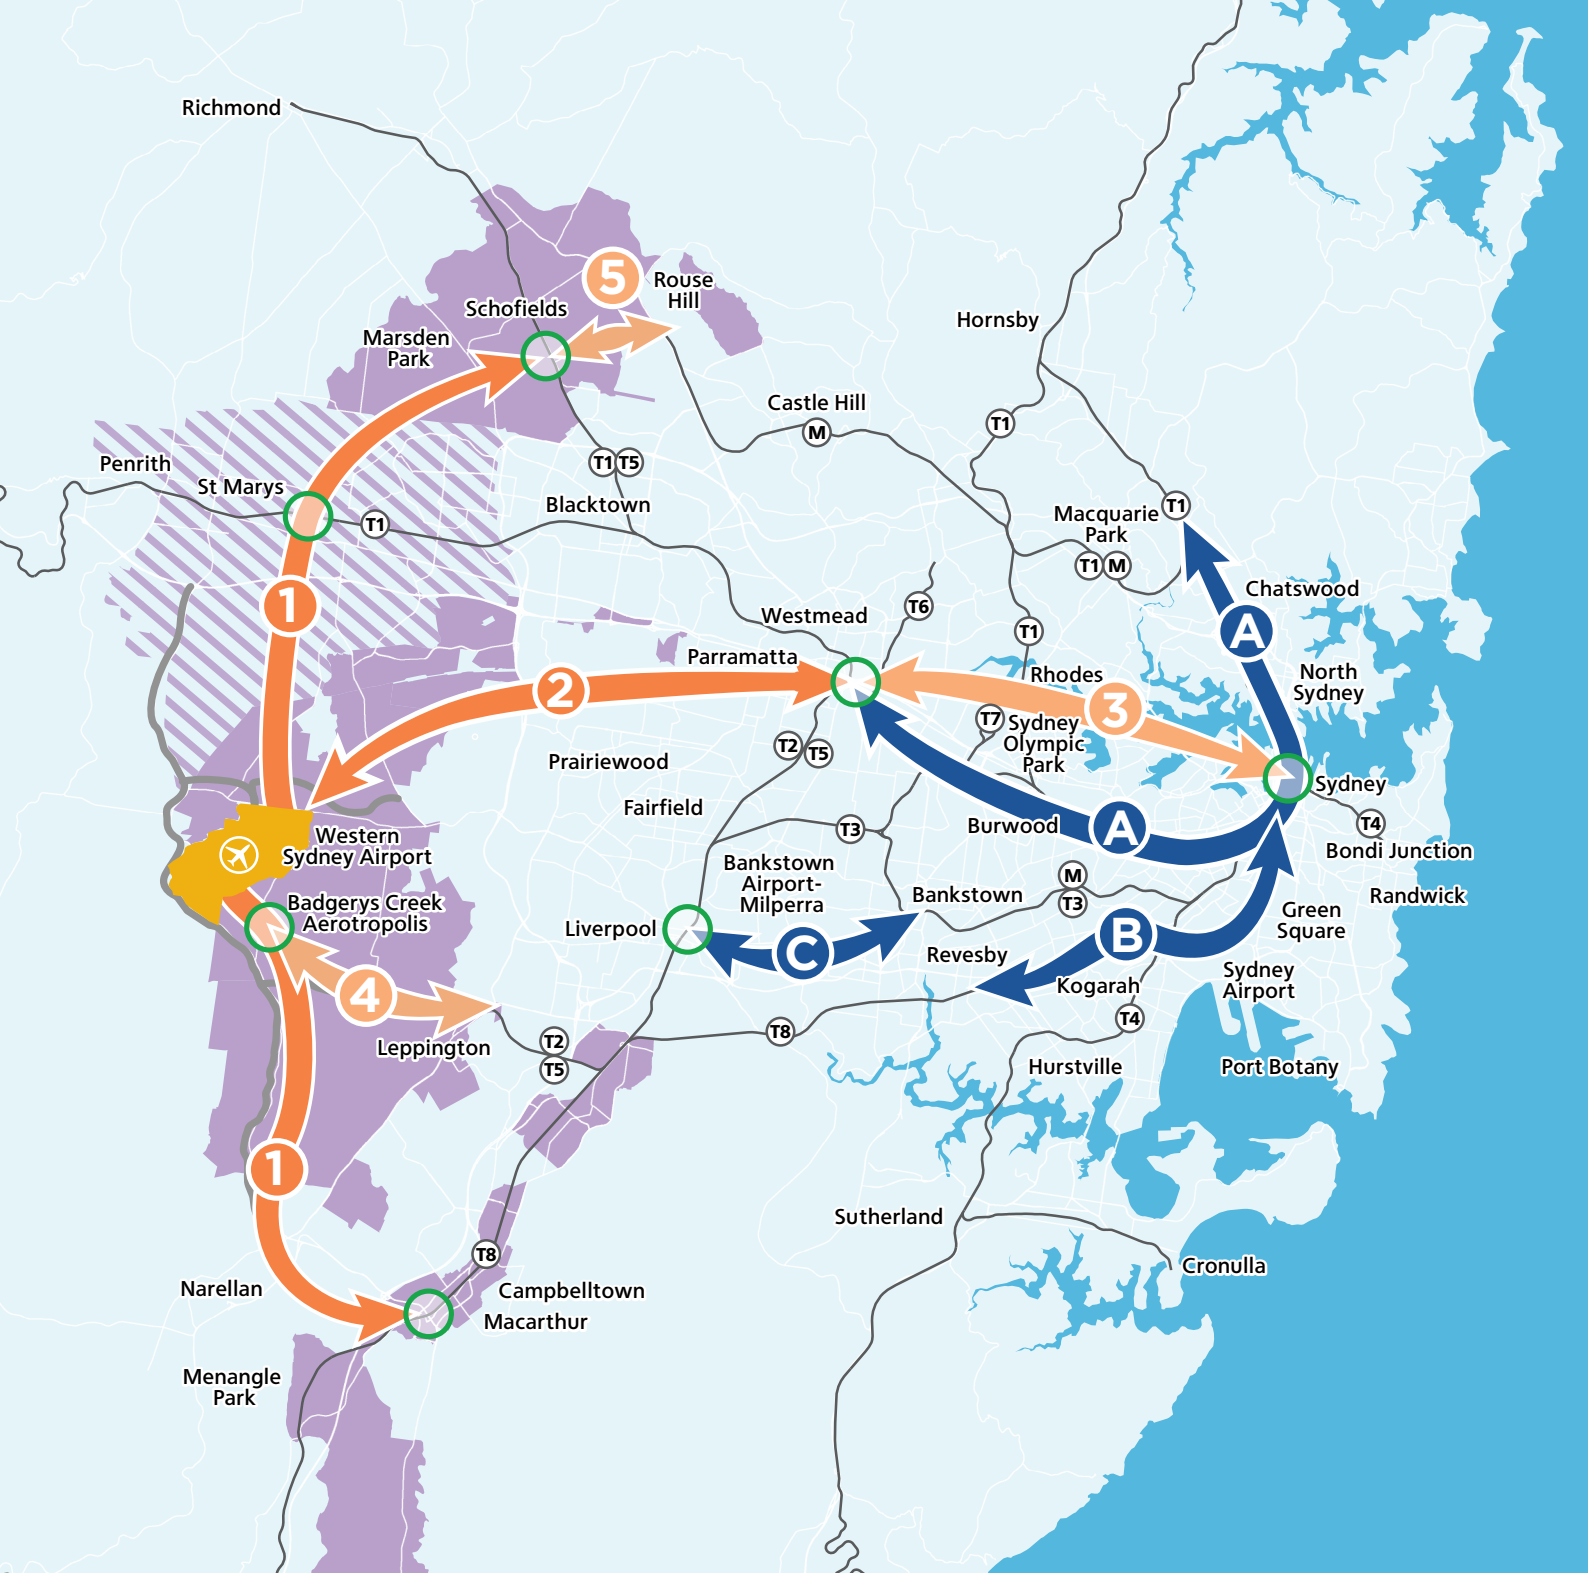 Richmond
5
Rouse
Hill
Schofields
Hornsby
Marsden
Park
Castle Hill
M
T1
Penrith
T1
T5
St Marys
Blacktown
T1
T1
Macquarie
Park
T1
M
Chatswood
1
Westmead
T6
T1
A
Parramatta
Rhodes
North
Sydney
2
3
T7
Sydney
Olympic
Park
T2
T5
Prairiewood
Sydney
Fairfield
T4
T3
Burwood
A
Western
Sydney Airport
Bondi Junction
Bankstown
Airport-
Milperra
M
T3
Bankstown
Randwick
Badgerys Creek
Aerotropolis
Liverpool
Green
Square
B
C
Revesby
Sydney
Airport
Kogarah
4
T4
T8
Leppington
T2
T5
Hurstville
Port Botany
1
Sutherland
T8
Cronulla
Narellan
Campbelltown
Macarthur
Menangle
Park